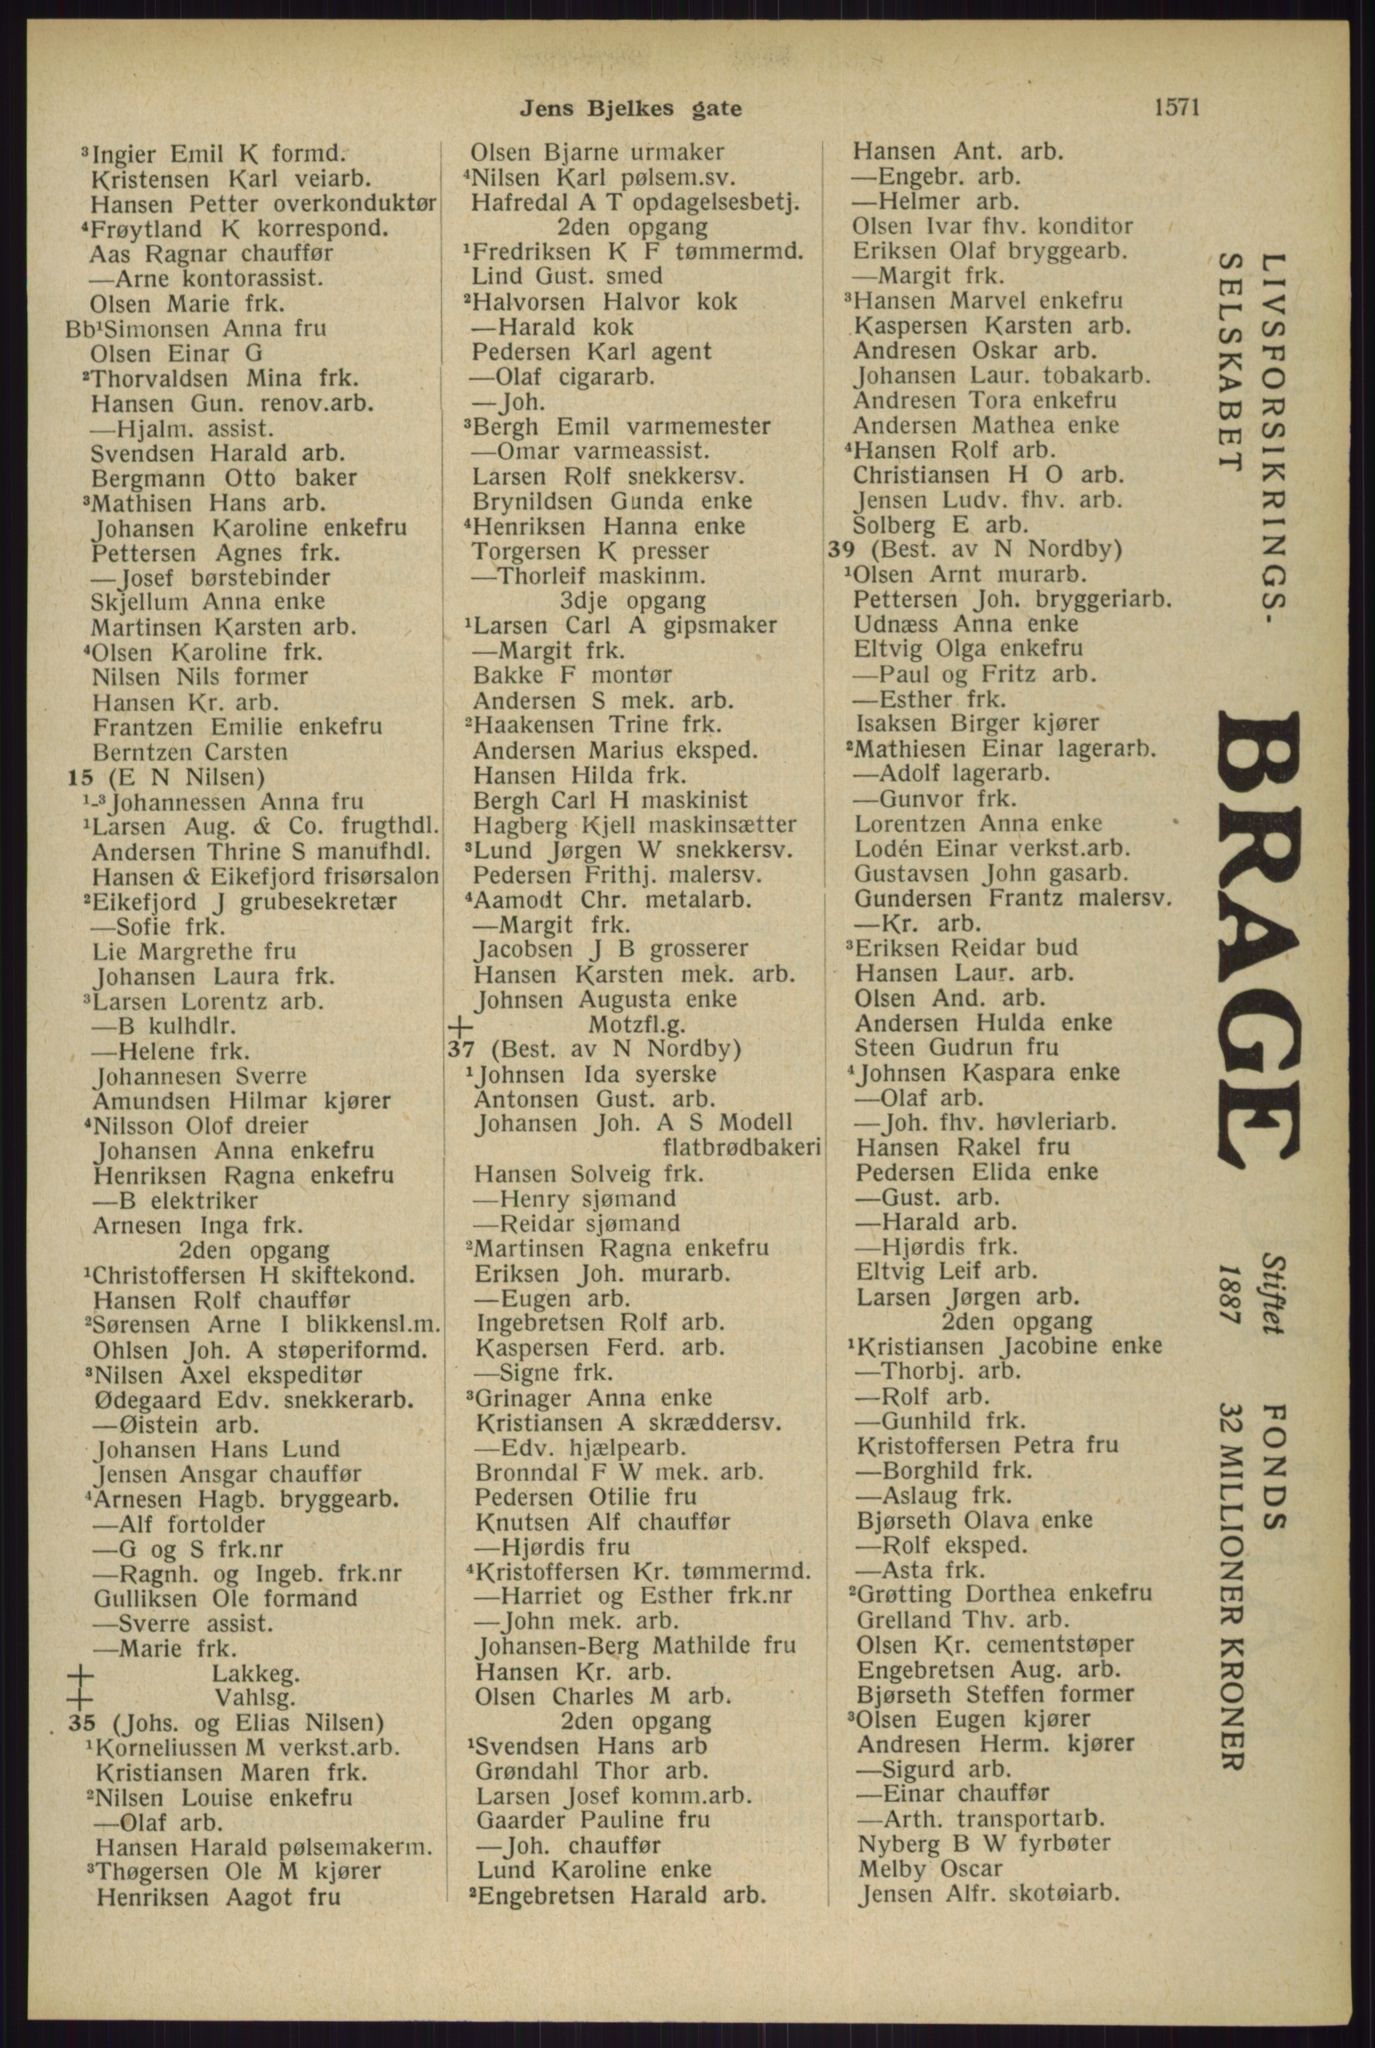 Jens Bjelkes gate
1571
³Ingier Emil K formd.
Kristensen Karl veiarb.
Hansen Petter overkonduktør
⁴Frøytland K korrespond.
Aas Ragnar chauffør
—Arne kontorassist.
Olsen Marie frk.
Bb¹Simonsen Anna fru
Olsen Einar G
²Thorvaldsen Mina frk.
Hansen Gun. renov.arb.
—Hjalm. assist.
Svendsen Harald arb.
Bergmann Otto baker
³Mathisen Hans arb.
Johansen Karoline enkefru
Pettersen Agnes frk.
—Josef børstebinder
Skjellum Anna enke
Martinsen Karsten arb.
⁴Olsen Karoline frk.
Nilsen Nils former
Hansen Kr. arb.
Frantzen Emilie enkefru
Berntzen Carsten
15 (E N Nilsen)
¹-³Johannessen Anna fru
¹Larsen Aug. & Co. frugthdl.
Andersen Thrine S manufhdl.
Hansen & Eikefjord frisørsalon
²Eikefjord J grubesekretær
—Sofie frk.
Lie Margrethe fru
Johansen Laura frk.
³Larsen Lorentz arb.
—B kulhdlr.
—Helene frk.
Johannesen Sverre
Amundsen Hilmar kjører
⁴Nilsson Olof dreier
Johansen Anna enkefru
Henriksen Ragna enkefru
—B elektriker
Arnesen Inga frk.
2den opgang
¹Christoffersen H skiftekond.
Hansen Rolf chauffør
²Sørensen Arne I blikkensl.m.
Ohlsen Joh. A støperiformd.
³Nilsen Axel ekspeditør
Ødegaard Edv. snekkerarb.
—Øistein arb.
Johansen Hans Lund
Jensen Ansgar chauffør
⁴Arnesen Hagb. bryggearb.
—Alf fortolder
—G og S frk.nr
—Ragnh. og Ingeb. frk.nr
Gulliksen Ole formand
—Sverre assist.
—Marie frk.
+ Lakkeg.
+ Vahlsg.
35 (Johs. og Elias Nilsen)
¹Korneliussen M verkst.arb.
Kristiansen Maren frk.
²Nilsen Louise enkefru
—Olaf arb.
Hansen Harald pølsemakerm.
³Thøgersen Ole M kjører
Henriksen Aagot fru
Olsen Bjarne urmaker
⁴Nilsen Karl pølsem.sv.
Hafredal A T opdagelsesbetj.
2den opgang
¹Fredriksen K F tømmermd.
Lind Gust. smed
²Halvorsen Halvor kok
—Harald kok
Pedersen Karl agent
—Olaf cigararb.
—Joh.
³Bergh Emil varmemester
—Omar varmeassist.
Larsen Rolf snekkersv.
Brynildsen Gunda enke
⁴Henriksen Hanna enke
Torgersen K presser
—Thorleif maskinm.
3dje opgang
¹Larsen Carl A gipsmaker
—Margit frk.
Bakke F montør
Andersen S mek. arb.
²Haakensen Trine frk.
Andersen Marius eksped.
Hansen Hilda frk.
Bergh Carl H maskinist
Hagberg Kjell maskinsætter
³Lund Jørgen W snekkersv.
Pedersen Frithj. malersv.
⁴Aamodt Chr. metalarb.
—Margit frk.
Jacobsen J B grosserer
Hansen Karsten mek. arb.
Johnsen Augusta enke
+ Motzfl.g.
37 (Best. av N Nordby)
¹Johnsen Ida syerske
Antonsen Gust. arb.
Johansen Joh. A S Modell
flatbrødbakeri
Hansen Solveig frk.
—Henry sjømand
—Reidar sjømand
²Martinsen Ragna enkefru
Eriksen Joh. murarb.
—Eugen arb.
Ingebretsen Rolf arb.
Kaspersen Ferd. arb.
—Signe frk.
³Grinager Anna enke
Kristiansen A skræddersv.
—Edv. hjælpearb.
Bronndal F W mek. arb.
Pedersen Otilie fru
Knutsen Alf chauffør
—Hjørdis fru
⁴Kristoffersen Kr. tømmermd.
—Harriet og Esther frk.nr
—John mek. arb.
Johansen-Berg Mathilde fru
Hansen Kr. arb.
Olsen Charles M arb.
2den opgang
¹Svendsen Hans arb
Grøndahl Thor arb.
Larsen Josef komm.arb.
Gaarder Pauline fru
—Joh. chauffør
Lund Karoline enke
²Engebretsen Harald arb.
Hansen Ant. arb.
—Engebr. arb.
—Helmer arb.
Olsen Ivar fhv. konditor
Eriksen Olaf bryggearb.
—Margit frk.
³Hansen Marvel enkefru
Kaspersen Karsten arb.
Andresen Oskar arb.
Johansen Laur. tobakarb.
Andresen Tora enkefru
Andersen Mathea enke
⁴Hansen Rolf arb.
Christiansen H O arb.
Jensen Ludv. fhv. arb.
Solberg E arb.
39 (Best. av N Nordby)
¹Olsen Arnt murarb.
Pettersen Joh. bryggeriarb.
Udnæss Anna enke
Eltvig Olga enkefru
—Paul og Fritz arb.
—Esther frk.
Isaksen Birger kjører
²Mathiesen Einar lagerarb.
—Adolf lagerarb.
—Gunvor frk.
Lorentzen Anna enke
Lodén Einar verkst.arb.
Gustavsen John gasarb.
Gundersen Frantz malersv.
—Kr. arb.
³Eriksen Reidar bud
Hansen Laur. arb.
Olsen And. arb.
Andersen Hulda enke
Steen Gudrun fru
⁴Johnsen Kaspara enke
—Olaf arb.
—Joh. fhv. høvleriarb.
Hansen Rakel fru
Pedersen Elida enke
—Gust. arb.
—Harald arb.
—Hjørdis frk.
Eltvig Leif arb.
Larsen Jørgen arb.
2den opgang
¹Kristiansen Jacobine enke
—Thorbj. arb.
—Rolf arb.
—Gunhild frk.
Kristoffersen Petra fru
—Borghild frk.
—Aslaug frk.
Bjørseth Olava enke
—Rolf eksped.
—Asta frk.
²Grøtting Dorthea enkefru
Grelland Thv. arb.
Olsen Kr. cementstøper
Engebretsen Aug. arb.
Bjørseth Steffen former
³Olsen Eugen kjører
Andresen Herm. kjører
—Sigurd arb.
—Einar chauffør
—Arth. transportarb.
Nyberg B W fyrbøter
Melby Oscar
Jensen Alfr. skotøiarb.
LIVSFORSIKRINGS-
SELSKABET
BRAGE
Stiftet
1887
FONDS
32 MILLIONER KRONER